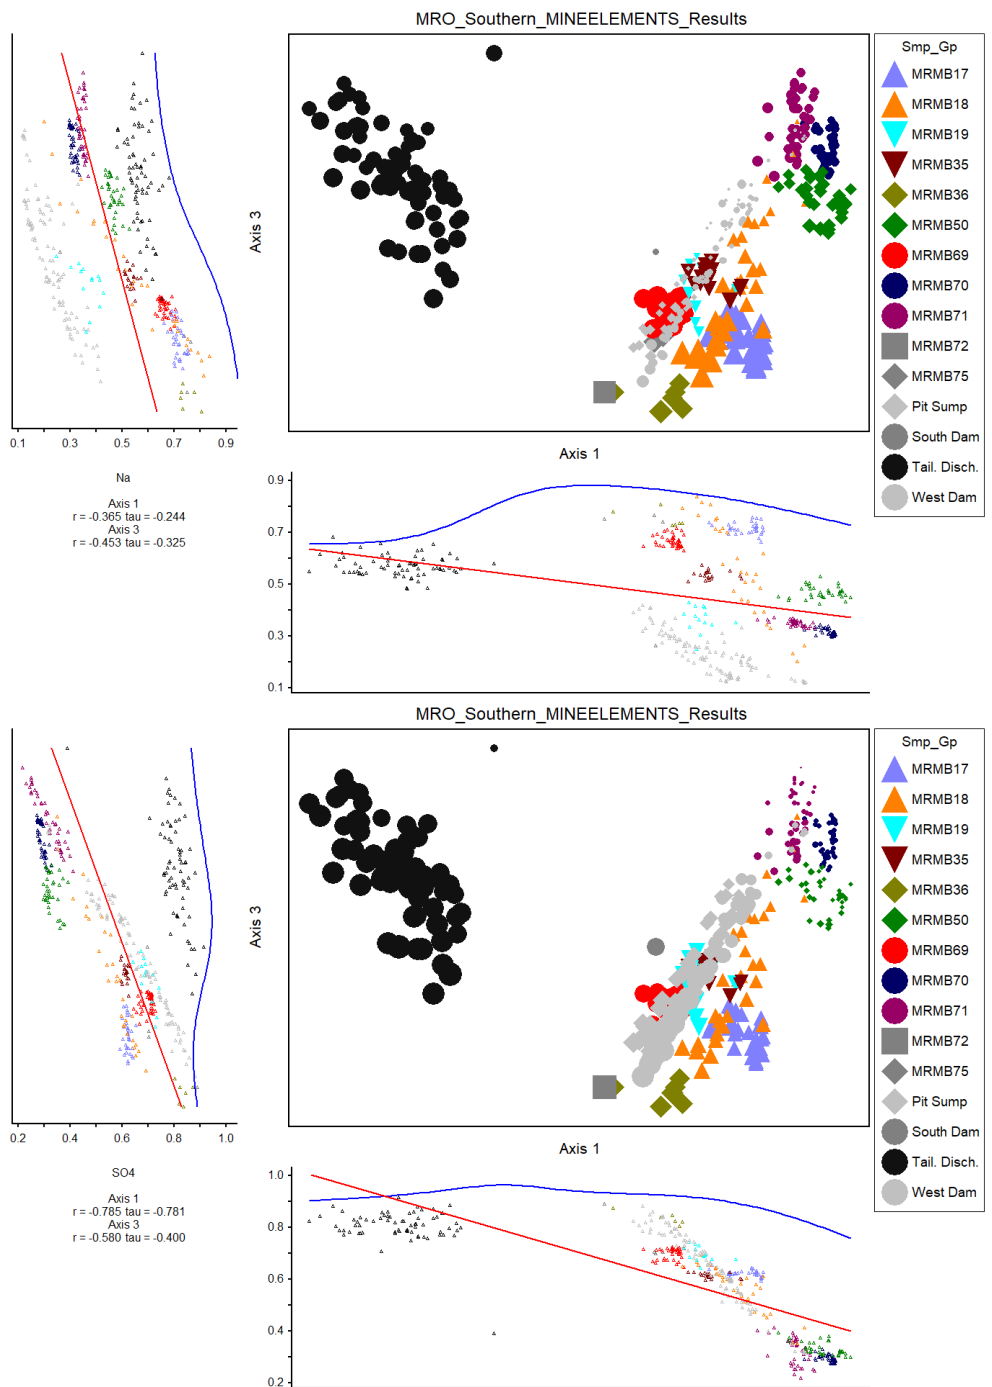 MRO_Southern_MINEELEMENTS_Results
Smp_Gp
MRMB17
MRMB18
MRMB19
MRMB35
MRMB36
MRMB50
MRMB69
MRMB70
MRMB71
MRMB72
MRMB75
Pit Sump
South Dam
Tail. Disch.
West Dam
Axis 3
0.1 0.3 0.5 0.7 0.9
Axis 1
Na
Axis 1
r = -0.365 tau = -0.244
Axis 3
r = -0.453 tau = -0.325
0.9
0.7
0.5
0.3
0.1
MRO_Southern_MINEELEMENTS_Results
Smp_Gp
MRMB17
MRMB18
MRMB19
MRMB35
MRMB36
MRMB50
MRMB69
MRMB70
MRMB71
MRMB72
MRMB75
Pit Sump
South Dam
Tail. Disch.
West Dam
Axis 3
0.2 0.4 0.6 0.8 1.0
Axis 1
SO4
Axis 1
r = -0.785 tau = -0.781
Axis 3
r = -0.580 tau = -0.400
1.0
0.8
0.6
0.4
0.2